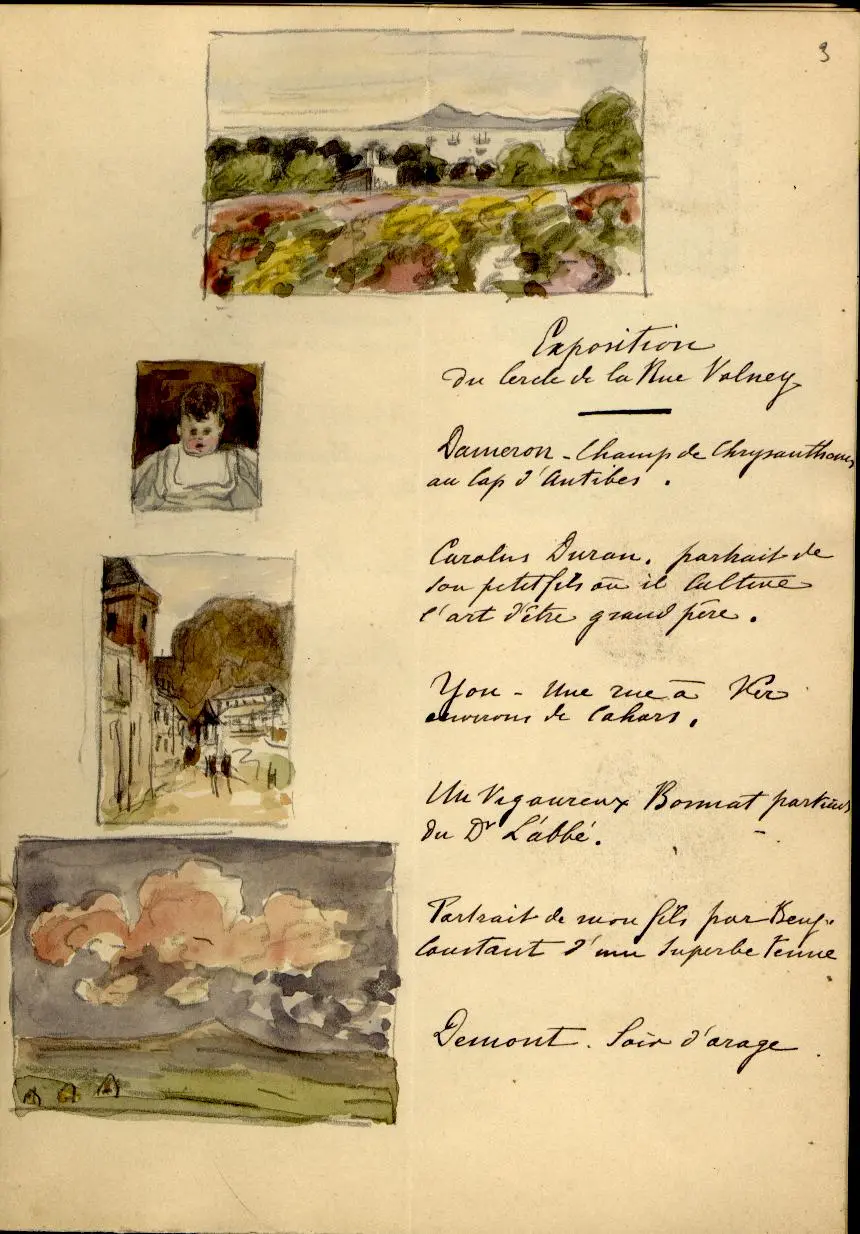 3
Exposition
du Cercle de la Rue Volney
Dameron - Champ de Chrysanthèmes
au Cap d'Antibes .
Carolus Duran. portrait de
son petit fils où il cultive
l'art d'être grand père .
You - Une rue à Ver
environs de Cahors .
Un Vigoureux Bonnat portrait
du Dr Labbé.
Portrait de mon fils par Benj.
Constant d'une superbe tenue
Demont . Soir d'orage